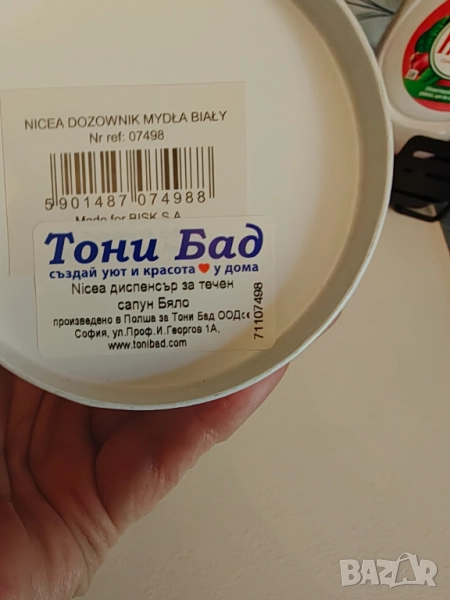 NICEA DOZOWNIK MYDŁA BIAŁY
Nr ref: 07498
5 901487 074988
Made for BISK S.A.
Тони Бад
създай уют и красота у дома
Nicea диспенсър за течен
сапун Бяло
произведено в Полша за Тони Бад ООД
София, ул.Проф.И.Георгов 1А,
www.tonibad.com
71107498
BAZAR